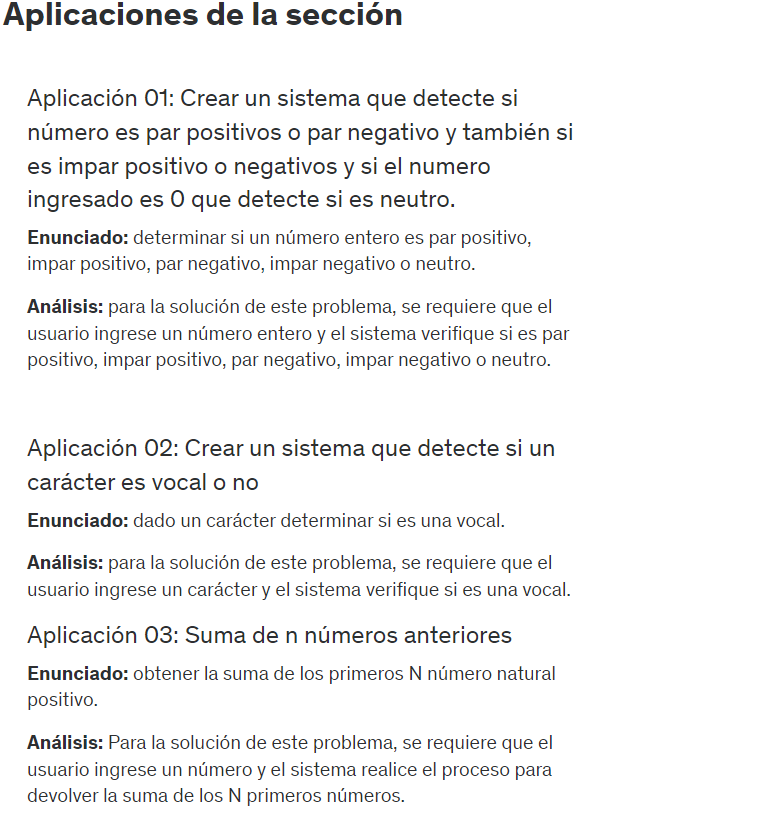 Aplicaciones de la sección
Aplicación 01: Crear un sistema que detecte si
número es par positivos o par negativo y también si
es impar positivo o negativos y si el numero
ingresado es 0 que detecte si es neutro.
Enunciado: determinar si un número entero es par positivo,
impar positivo, par negativo, impar negativo o neutro.
Análisis: para la solución de este problema, se requiere que el
usuario ingrese un número entero y el sistema verifique si es par
positivo, impar positivo, par negativo, impar negativo o neutro.
Aplicación 02: Crear un sistema que detecte si un
carácter es vocal o no
Enunciado: dado un carácter determinar si es una vocal.
Análisis: para la solución de este problema, se requiere que el
usuario ingrese un carácter y el sistema verifique si es una vocal.
Aplicación 03: Suma de n números anteriores
Enunciado: obtener la suma de los primeros N número natural
positivo.
Análisis: Para la solución de este problema, se requiere que el
usuario ingrese un número y el sistema realice el proceso para
devolver la suma de los N primeros números.